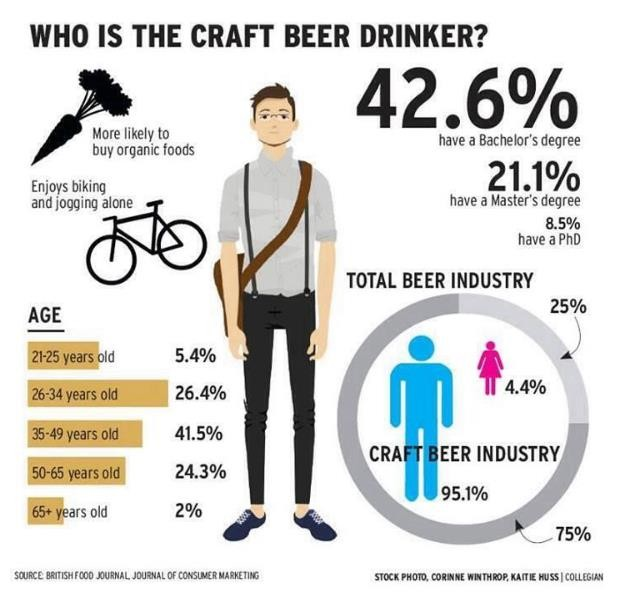 WHO IS THE CRAFT BEER DRINKER?
More likely to
buy organic foods
Enjoys biking
and jogging alone
42.6%
have a Bachelor's degree
21.1%
have a Master's degree
8.5%
have a PhD
AGE
21-25 years old 5.4%
26-34 years old 26.4%
35-49 years old 41.5%
50-65 years old 24.3%
65+ years old 2%
TOTAL BEER INDUSTRY
25%
4.4%
CRAFT BEER INDUSTRY
95.1%
75%
SOURCE: BRITISH FOOD JOURNAL, JOURNAL OF CONSUMER MARKETING
STOCK PHOTO, CORINNE WINTHROP, KAITIE HUSS | COLLEGIAN